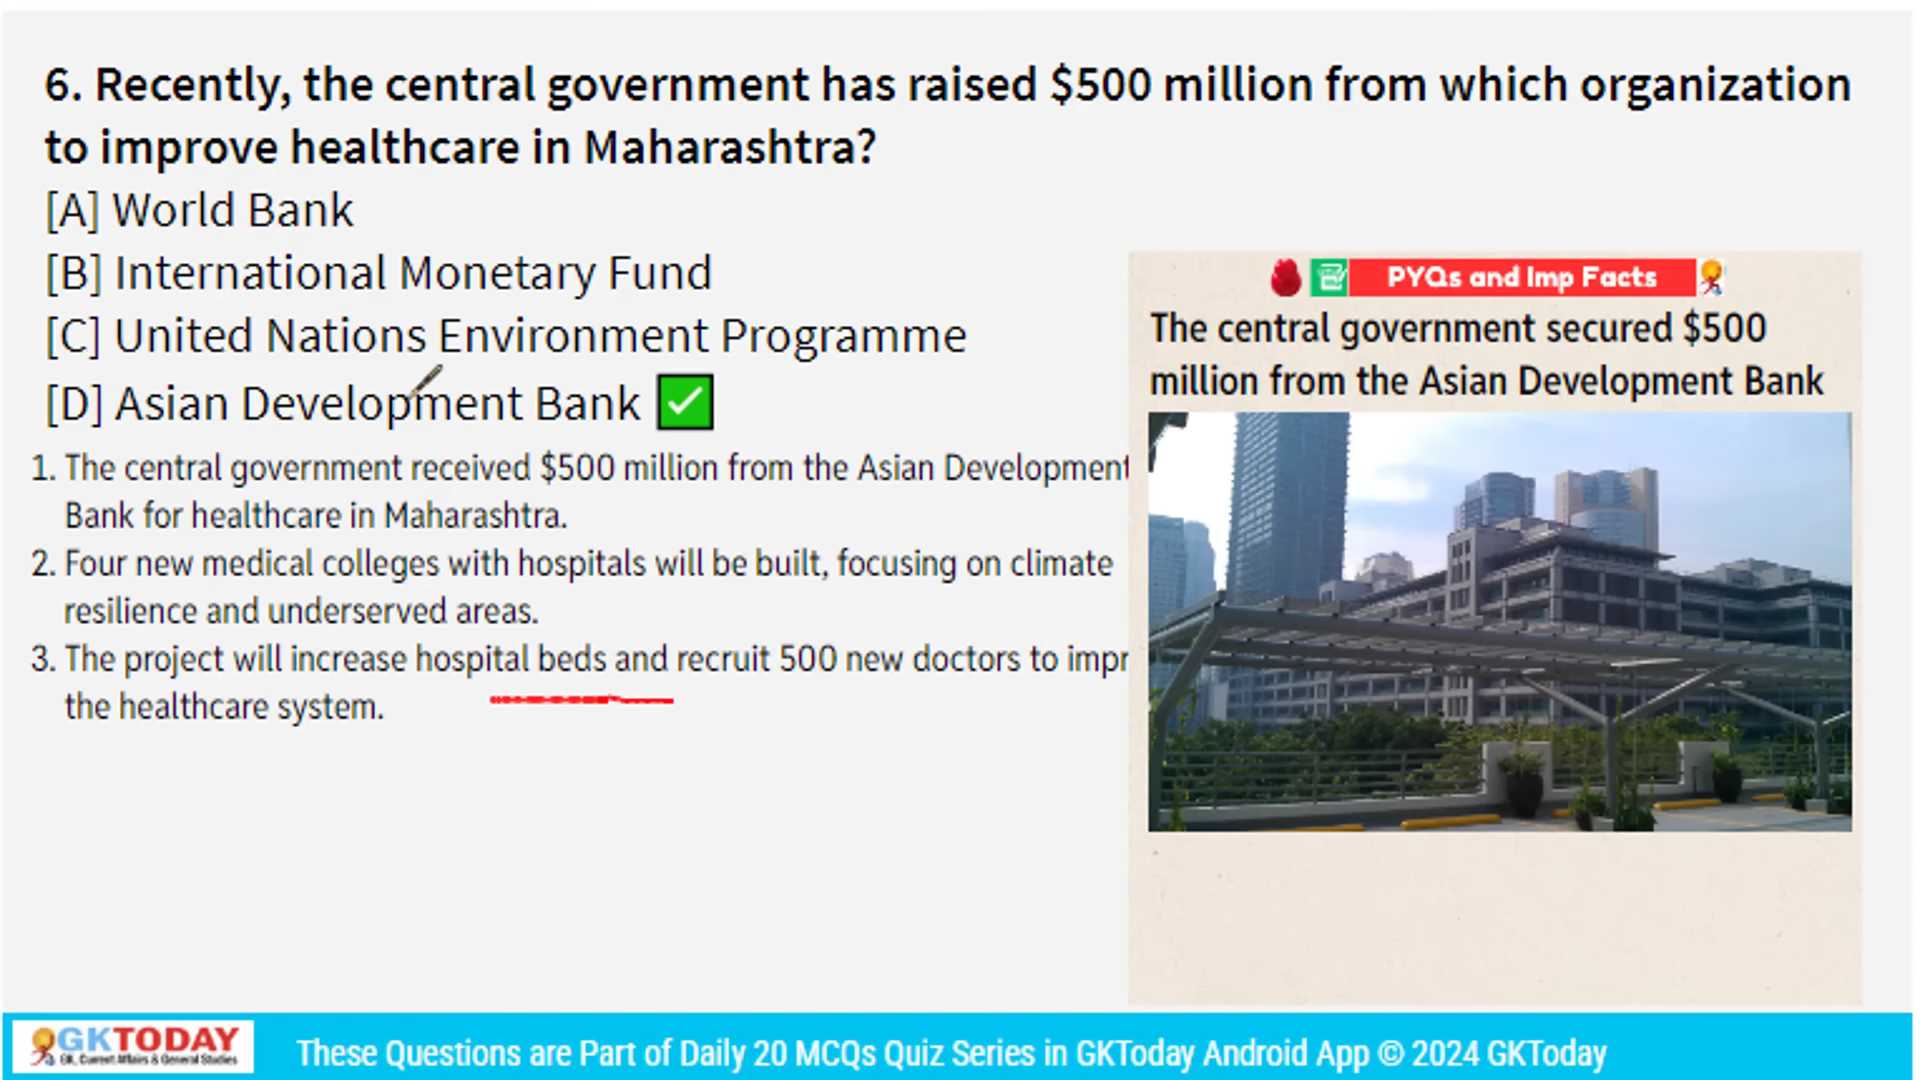 6. Recently, the central government has raised $500 million from which organization
to improve healthcare in Maharashtra?
[A] World Bank
[B] International Monetary Fund
[C] United Nations Environment Programme
[D] Asian Development Bank
1. The central government received $500 million from the Asian Development
Bank for healthcare in Maharashtra.
2. Four new medical colleges with hospitals will be built, focusing on climate
resilience and underserved areas.
3. The project will increase hospital beds and recruit 500 new doctors to impr
the healthcare system.
PYQs and Imp Facts
The central government secured $500
million from the Asian Development Bank
GKTODAY
GK, Current Affairs & General Studies
These Questions are Part of Daily 20 MCQs Quiz Series in GKToday Android App © 2024 GKToday